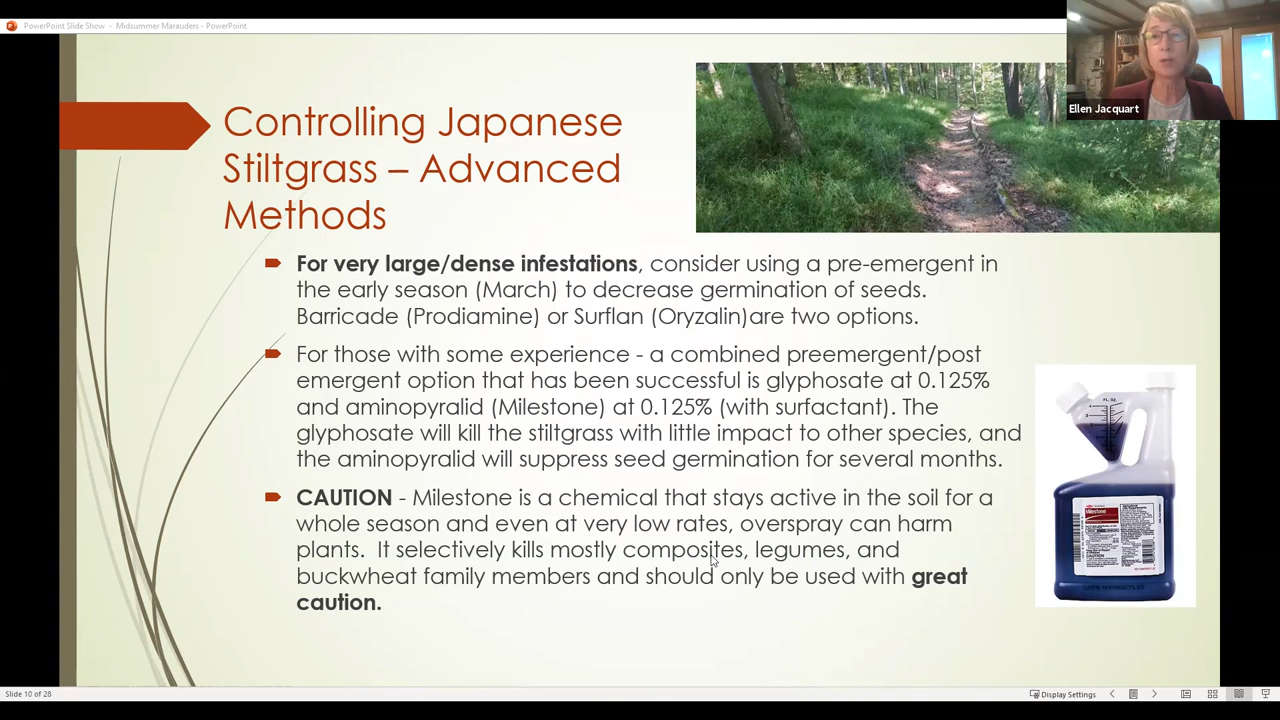 PowerPoint Slide Show - Midsummer Marauders - PowerPoint
Ellen Jacquart
Controlling Japanese
Stiltgrass – Advanced
Methods
For very large/dense infestations, consider using a pre-emergent in
the early season (March) to decrease germination of seeds.
Barricade (Prodiamine) or Surflan (Oryzalin)are two options.
For those with some experience - a combined preemergent/post
emergent option that has been successful is glyphosate at 0.125%
and aminopyralid (Milestone) at 0.125% (with surfactant). The
glyphosate will kill the stiltgrass with little impact to other species, and
the aminopyralid will suppress seed germination for several months.
CAUTION - Milestone is a chemical that stays active in the soil for a
whole season and even at very low rates, overspray can harm
plants. It selectively kills mostly composites, legumes, and
buckwheat family members and should only be used with great
caution.
FL. OZ.
Milestone
Slide 10 of 28
Display Settings